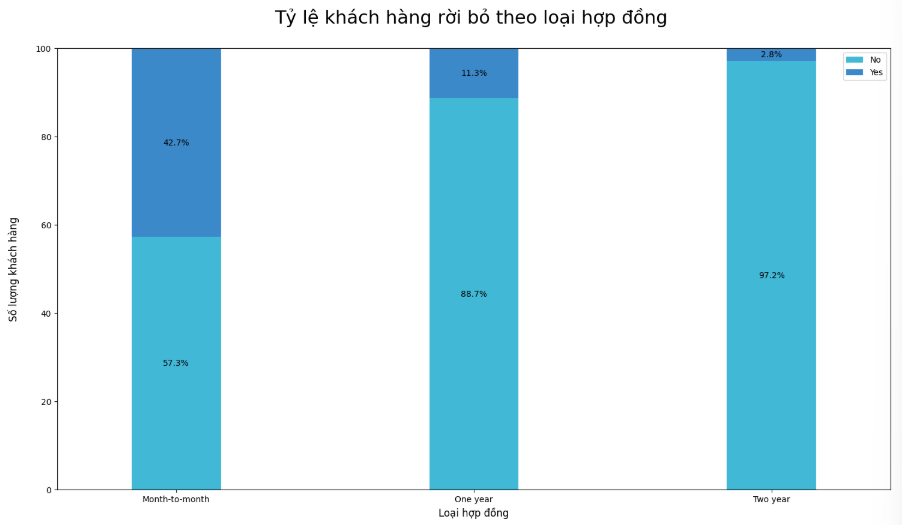 Tỷ lệ khách hàng rời bỏ theo loại hợp đồng
100
80
60
40
20
0
Số lượng khách hàng
42.7%
57.3%
11.3%
88.7%
2.8%
97.2%
No
Yes
Month-to-month
One year
Two year
Loại hợp đồng